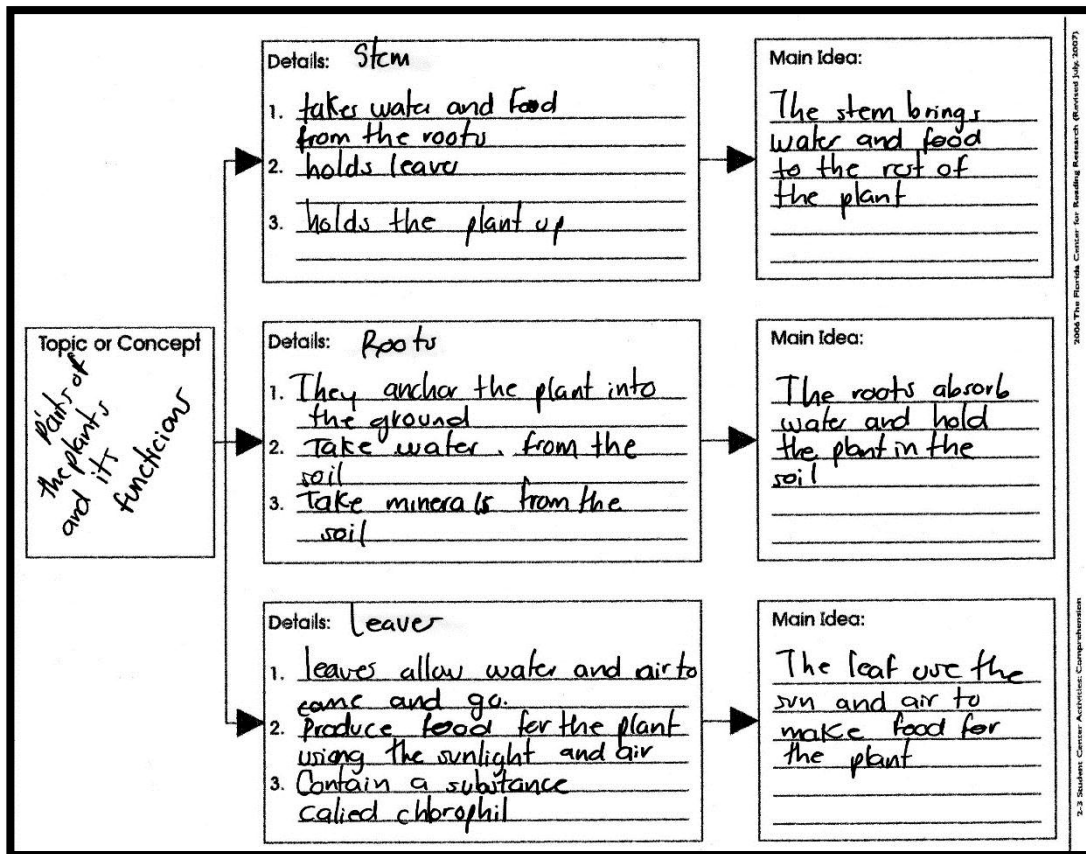 Details: Stem
1. takes water and Food
from the roots
2. holds leaves
3. holds the plant up
Main Idea:
The stem brings
water and food
to the rest of
the plant
Topic or Concept
Parts of
the plants
and its
functicians
Details: Roots
1. They anchor the plant into
the ground
2. Take water. from the
soil
3. Take minerals from the
soil
Main Idea:
The roots absorb
water and hold
the plant in the
soil
Details: leaves
1. leaves allow water and air to
come and go.
2. Produce food for the plant
using the sunlight and air
3. Contain a substance
called chlorophil
Main Idea:
The leaf use the
sun and air to
make food for
the plant
2006 The Florida Center for Reading Research (Revised July, 2007)
2-3 Student Center Activities: Comprehension